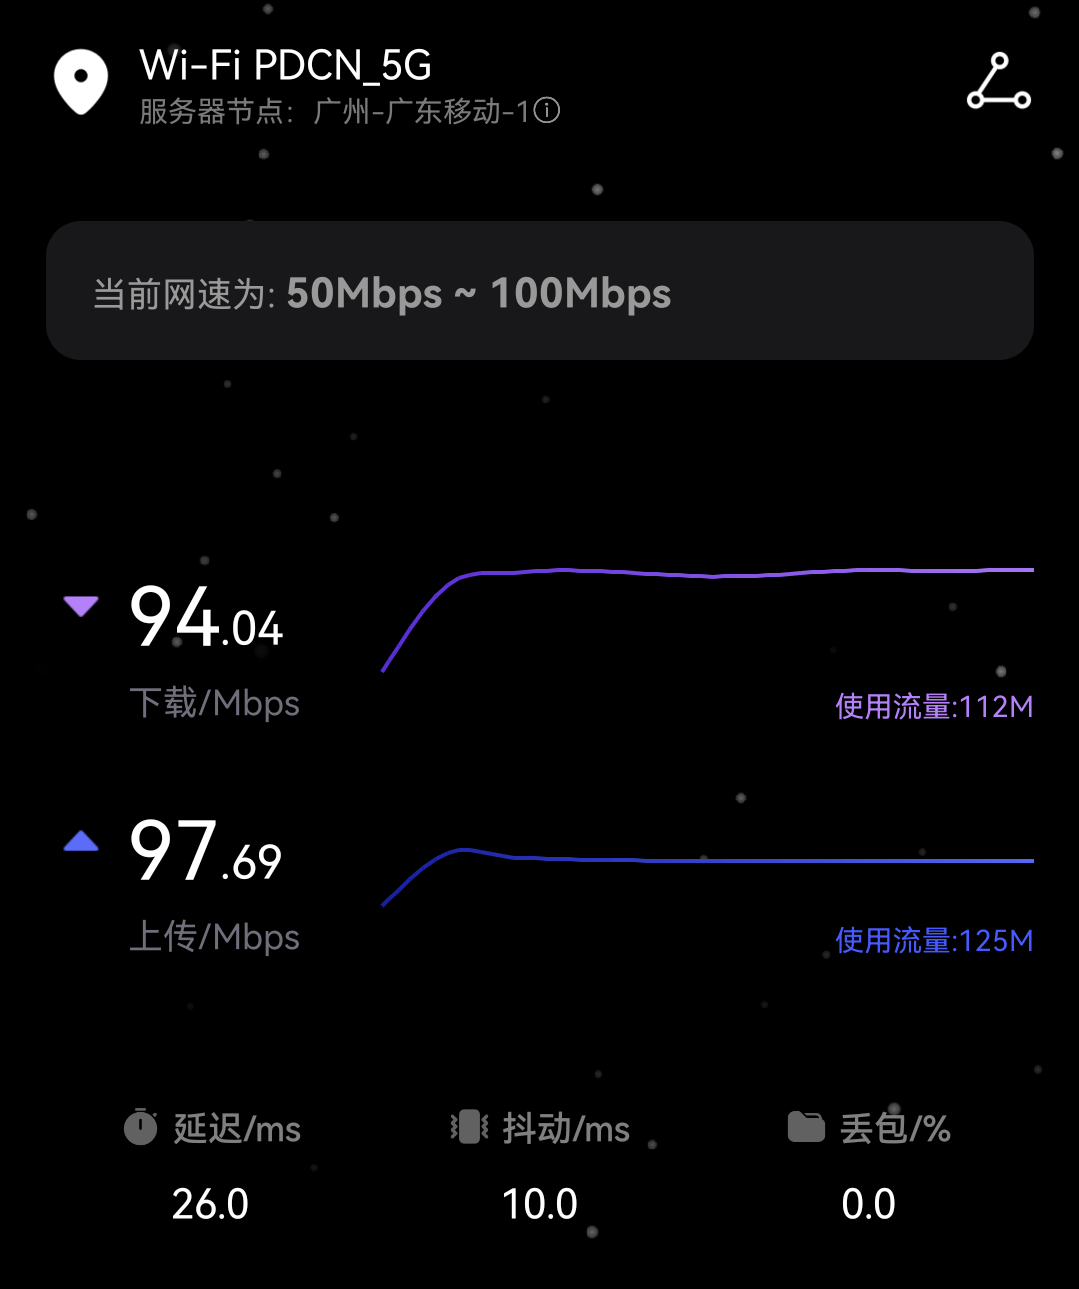 Wi-Fi PDCN_5G
服务器节点：广州-广东移动-1
当前网速为: 50Mbps ~ 100Mbps
94.04
下载/Mbps
使用流量:112M
97.69
上传/Mbps
使用流量:125M
延迟/ms 抖动/ms 丢包/%
26.0 10.0 0.0